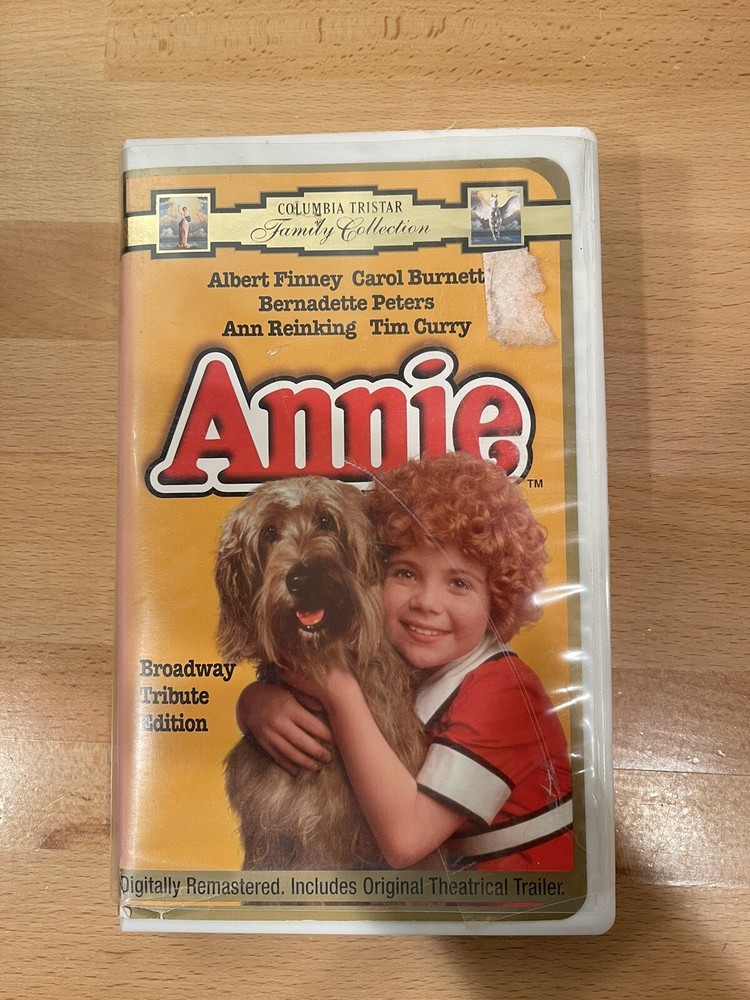 COLUMBIA TRISTAR
Family Collection
Albert Finney Carol Burnett
Bernadette Peters
Ann Reinking Tim Curry
Annie
TM
Broadway
Tribute
Edition
Digitally Remastered. Includes Original Theatrical Trailer.